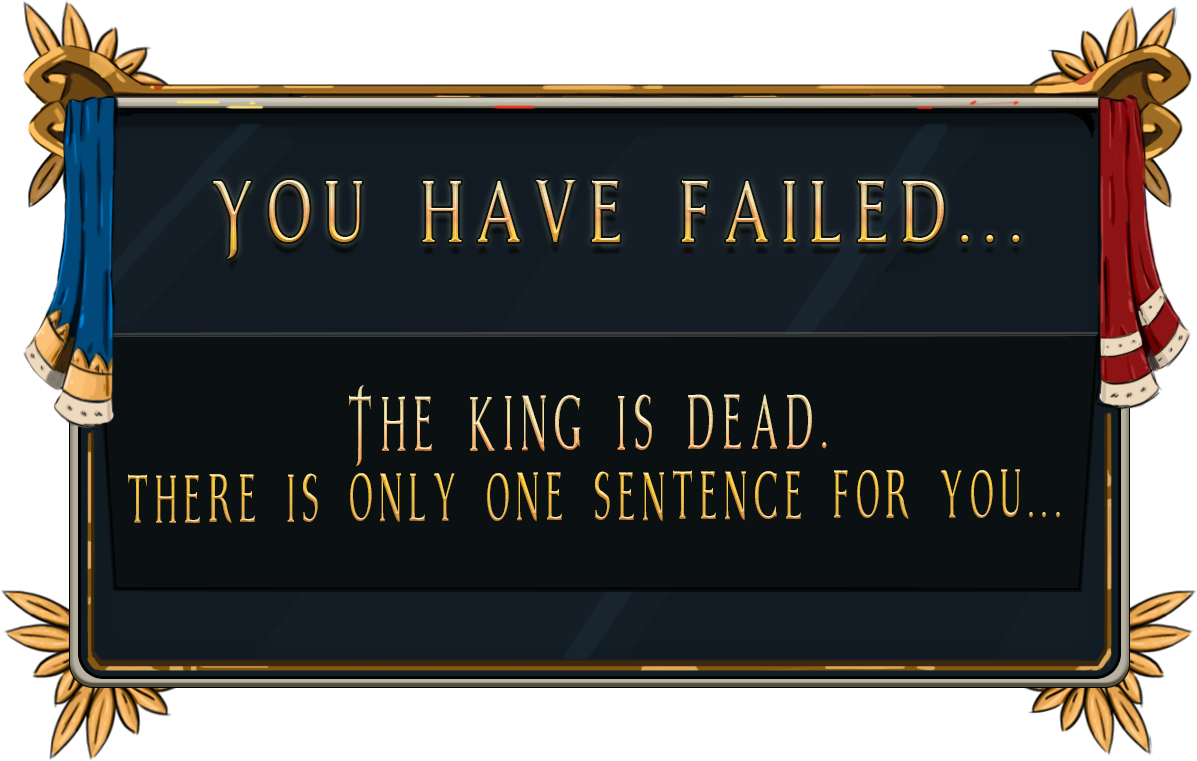 You have failed...
The king is dead.
there is only one sentence for you...